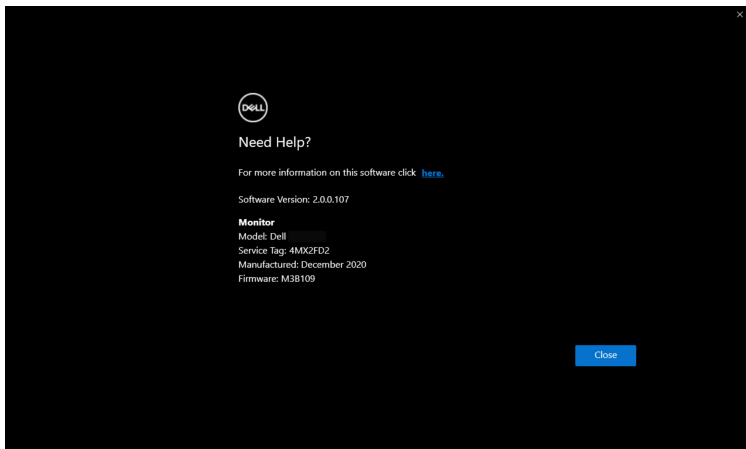 DELL
Need Help?
For more information on this software click here.
Software Version: 2.0.0.107
Monitor
Model: Dell
Service Tag: 4MX2FD2
Manufactured: December 2020
Firmware: M3B109
Close